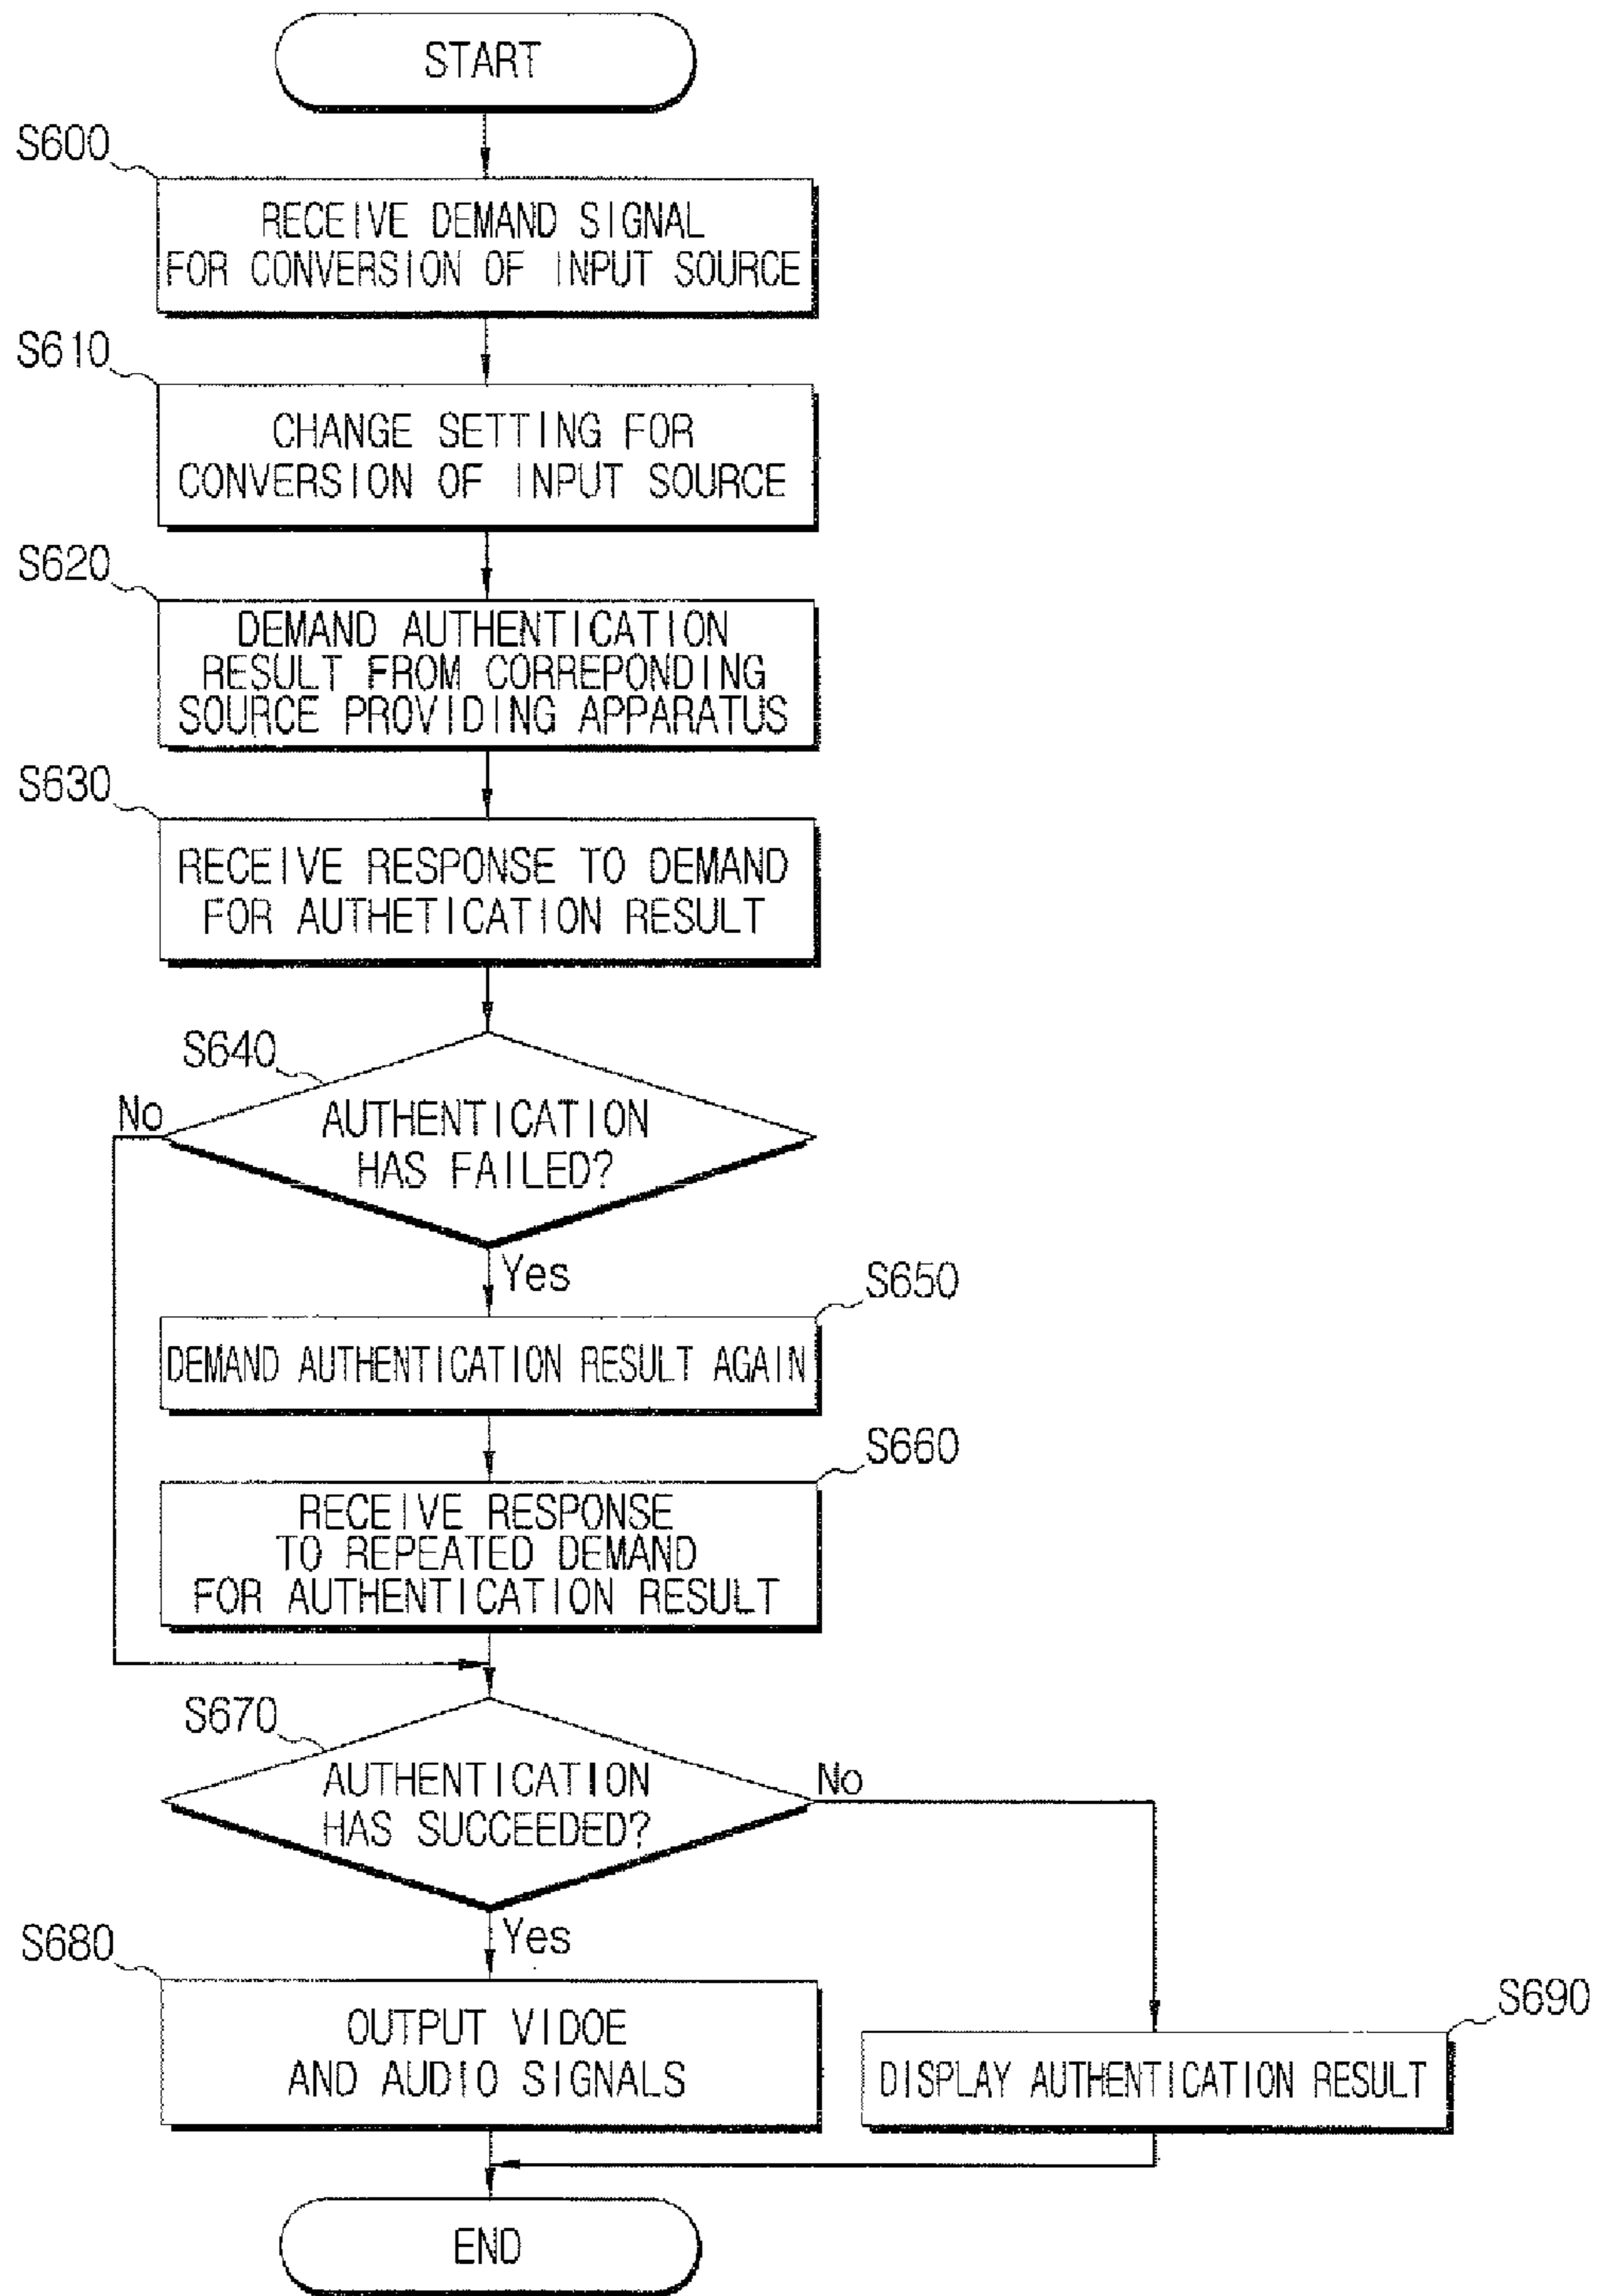 START
S600
RECEIVE DEMAND SIGNAL
FOR CONVERSION OF INPUT SOURCE
S610
CHANGE SETTING FOR
CONVERSION OF INPUT SOURCE
S620
DEMAND AUTHENTICATION
RESULT FROM CORREPONDING
SOURCE PROVIDING APPARATUS
S630
RECEIVE RESPONSE TO DEMAND
FOR AUTHETICATION RESULT
S640
No
AUTHENTICATION
HAS FAILED?
Yes
S650
DEMAND AUTHENTICATION RESULT AGAIN
S660
RECEIVE RESPONSE
TO REPEATED DEMAND
FOR AUTHENTICATION RESULT
S670
AUTHENTICATION
HAS SUCCEEDED?
No
Yes
S680
OUTPUT VIDOE
AND AUDIO SIGNALS
S690
DISPLAY AUTHENTICATION RESULT
END